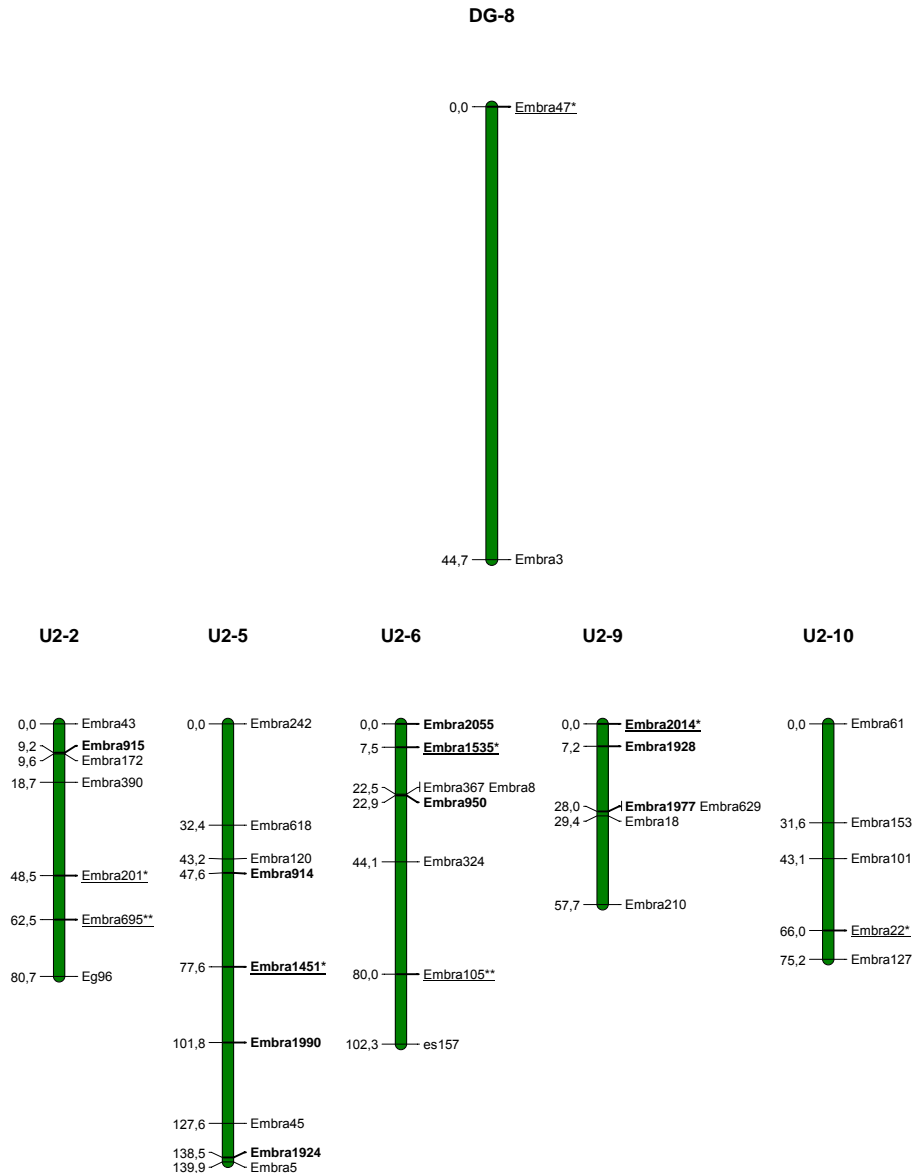 DG-8
0,0 Embra47*
44,7 Embra3
U2-2
0,0 Embra43
9,2 Embra915
9,6 Embra172
18,7 Embra390
48,5 Embra201*
62,5 Embra695**
80,7 Eg96
U2-5
0,0 Embra242
32,4 Embra618
43,2 Embra120
47,6 Embra914
77,6 Embra1451*
101,8 Embra1990
127,6 Embra45
138,5 Embra1924
139,9 Embra5
U2-6
0,0 Embra2055
7,5 Embra1535*
22,5 Embra367 Embra8
22,9 Embra950
44,1 Embra324
80,0 Embra105**
102,3 es157
U2-9
0,0 Embra2014*
7,2 Embra1928
28,0 Embra1977 Embra629
29,4 Embra18
57,7 Embra210
U2-10
0,0 Embra61
31,6 Embra153
43,1 Embra101
66,0 Embra22*
75,2 Embra127